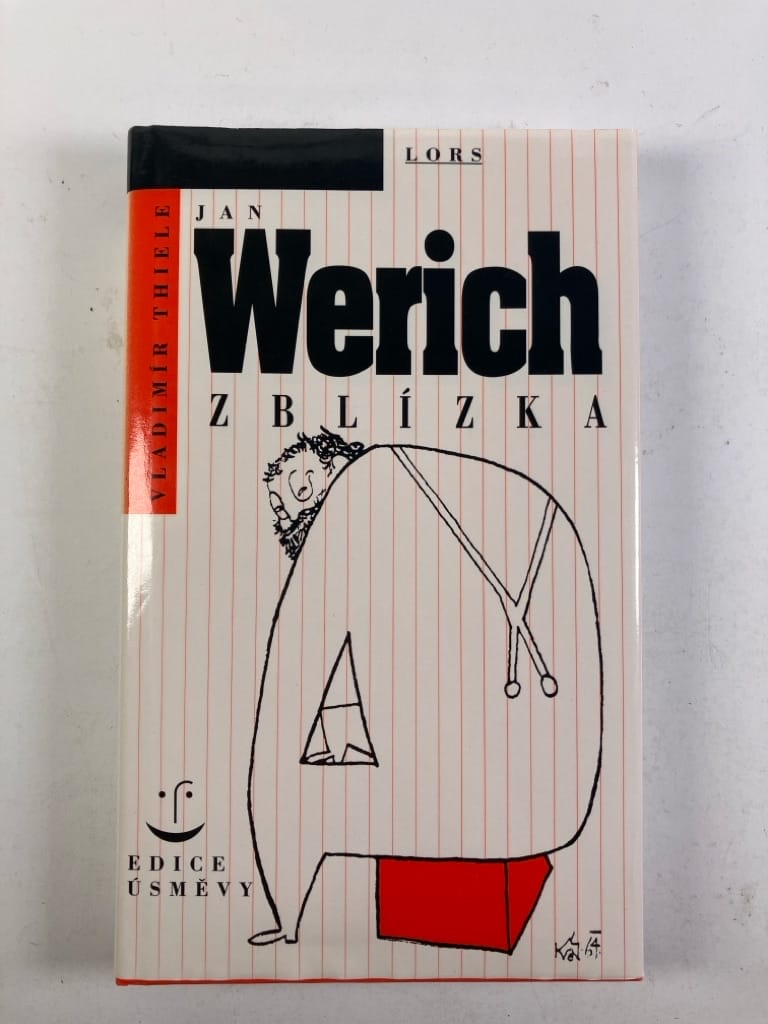 LORS
VLADIMÍR THIELE
JAN
Werich
ZBLÍZKA
EDICE
ÚSMĚVY